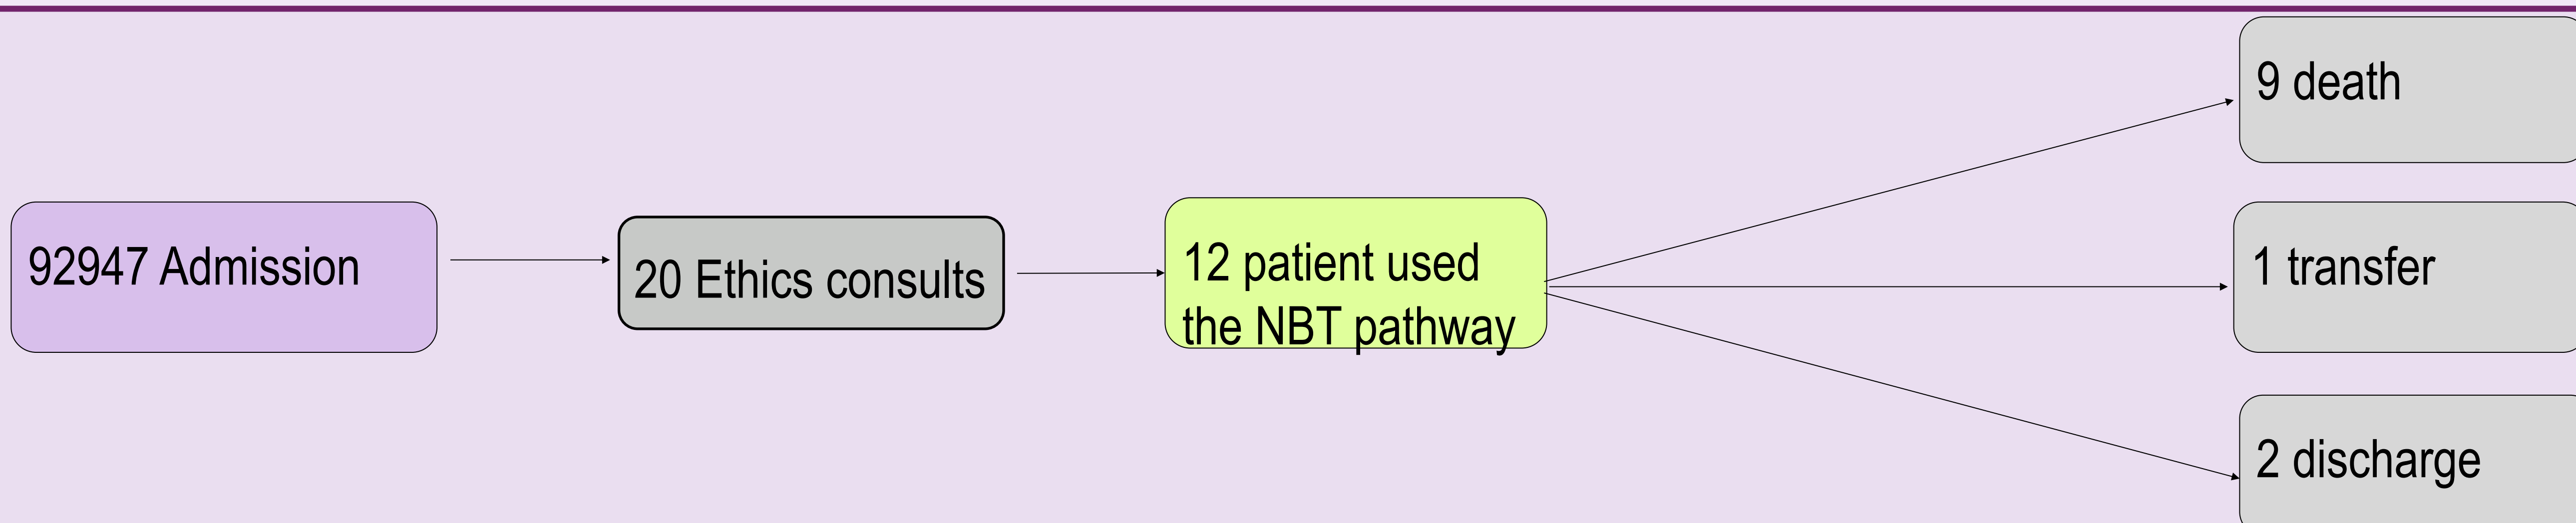 92947 Admission
20 Ethics consults
12 patient used
the NBT pathway
9 death
1 transfer
2 discharge